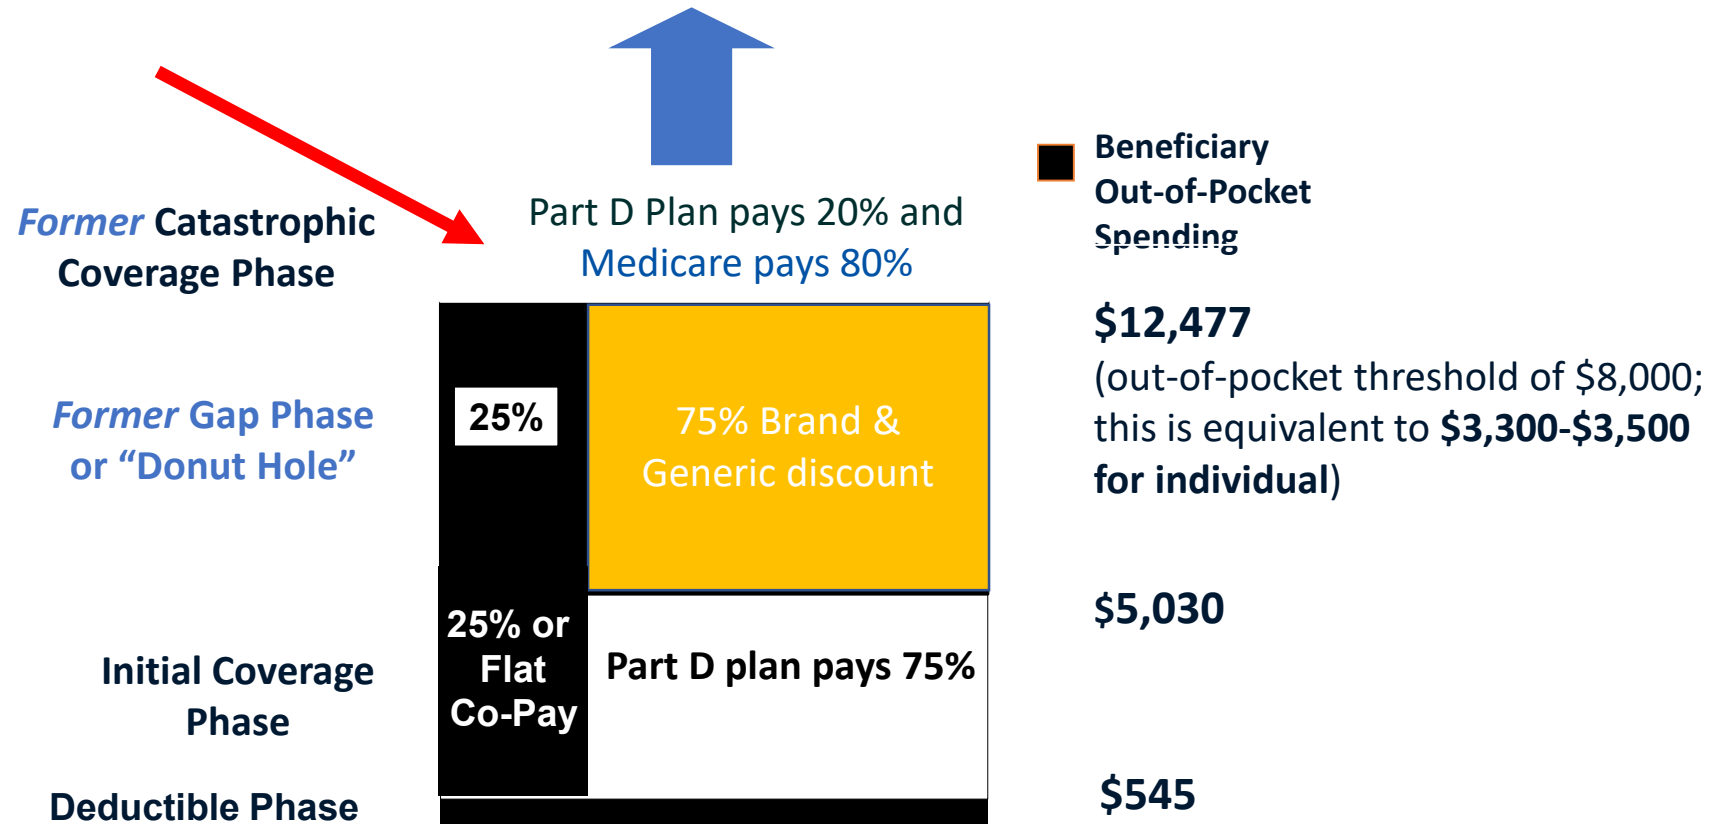 Part D Plan pays 20% and
Medicare pays 80%
Beneficiary
Out-of-Pocket
Spending
Former Catastrophic
Coverage Phase
$12,477
(out-of-pocket threshold of $8,000;
this is equivalent to $3,300-$3,500
for individual)
Former Gap Phase
or “Donut Hole”
25%
75% Brand &
Generic discount
$5,030
Initial Coverage
Phase
25% or
Flat
Co-Pay
Part D plan pays 75%
Deductible Phase
$545